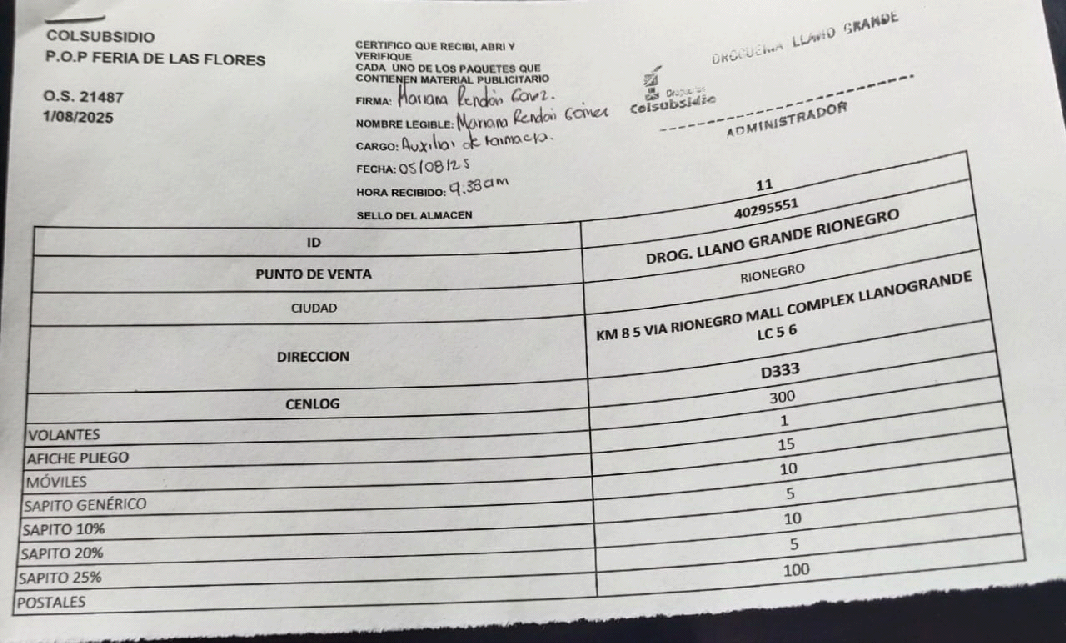 COLSUBSIDIO
P.O.P FERIA DE LAS FLORES
O.S. 21487
1/08/2025
CERTIFICO QUE RECIBI, ABRI Y
VERIFIQUE
CADA UNO DE LOS PAQUETES QUE
CONTIENEN MATERIAL PUBLICITARIO
FIRMA: Mariana Rendón
NOMBRE LEGIBLE: Mariana Rendón Gómez
CARGO: Auxiliar de farmacia.
FECHA: 05/08/25
HORA RECIBIDO: 9:38am
SELLO DEL ALMACEN
DROGUERIA LLANO GRANDE
Droguerías
Colsubsidio
ADMINISTRADOR
11
ID 40295551
PUNTO DE VENTA DROG. LLANO GRANDE RIONEGRO
CIUDAD RIONEGRO
DIRECCION KM 8 5 VIA RIONEGRO MALL COMPLEX LLANOGRANDE
LC 5 6
CENLOG D333
VOLANTES 300
AFICHE PLIEGO 1
MÓVILES 15
SAPITO GENÉRICO 10
SAPITO 10% 5
SAPITO 20% 10
SAPITO 25% 5
POSTALES 100